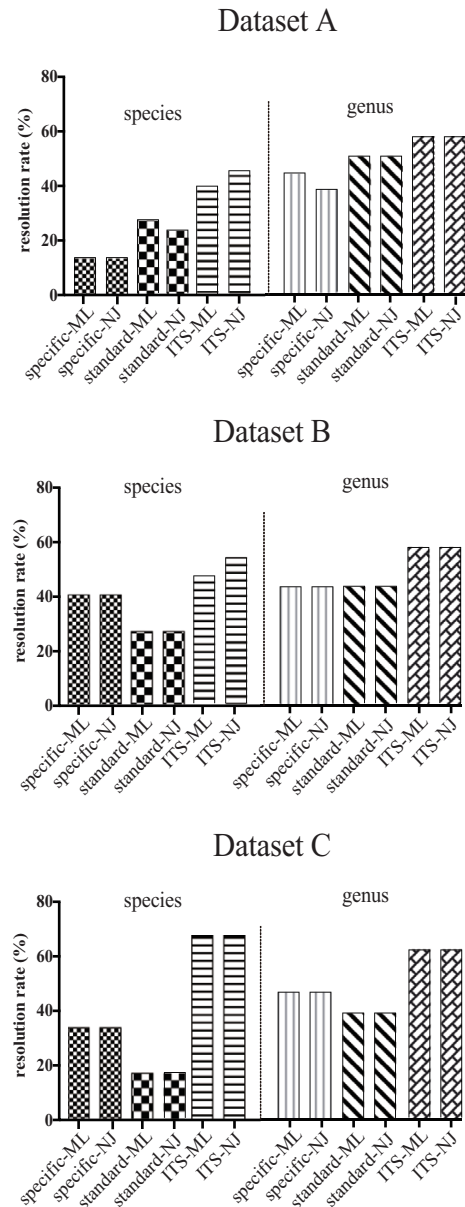 Dataset A
species genus
resolution rate (%)
80
60
40
20
0
specific-ML
specific-NJ
standard-ML
standard-NJ
ITS-ML
ITS-NJ
specific-ML
specific-NJ
standard-ML
standard-NJ
ITS-ML
ITS-NJ
Dataset B
species genus
resolution rate (%)
80
60
40
20
0
specific-ML
specific-NJ
standard-ML
standard-NJ
ITS-ML
ITS-NJ
specific-ML
specific-NJ
standard-ML
standard-NJ
ITS-ML
ITS-NJ
Dataset C
species genus
resolution rate (%)
80
60
40
20
0
specific-ML
specific-NJ
standard-ML
standard-NJ
ITS-ML
ITS-NJ
specific-ML
specific-NJ
standard-ML
standard-NJ
ITS-ML
ITS-NJ